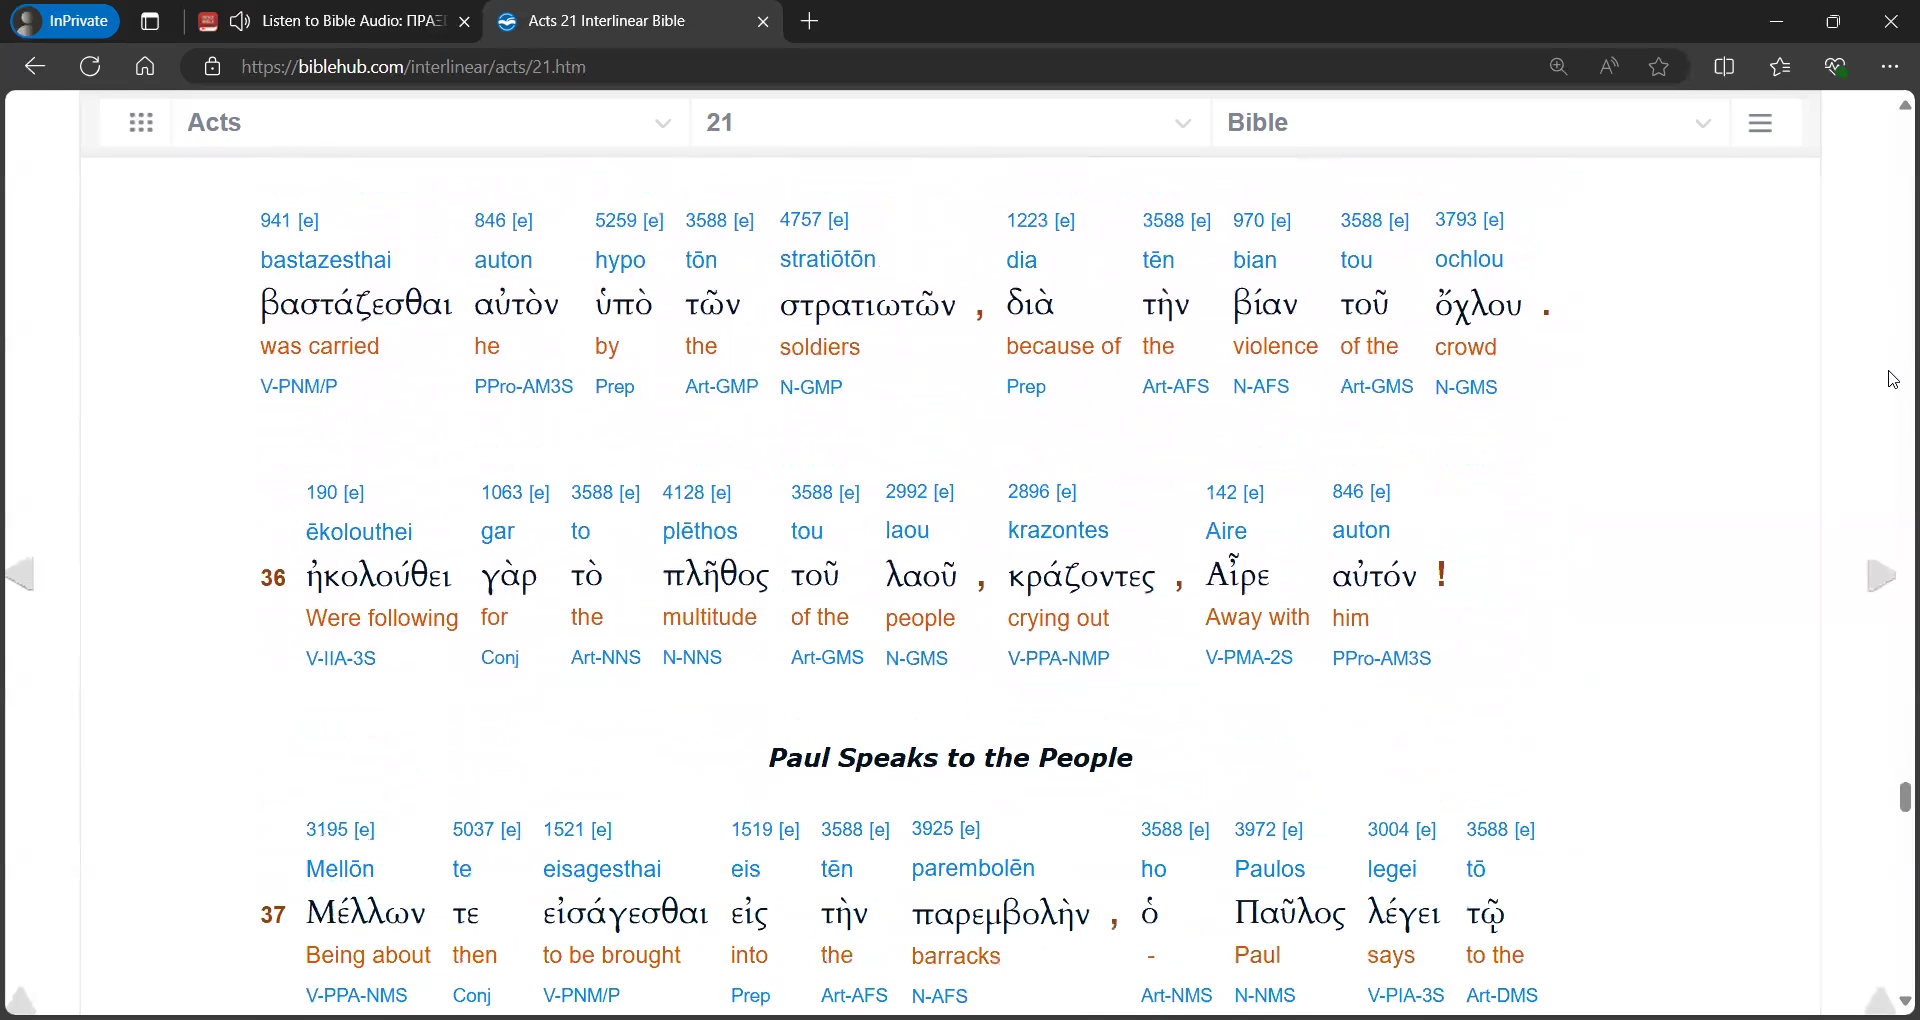 InPrivate Listen to Bible Audio: ΠΡΑΞ Acts 21 Interlinear Bible
https://biblehub.com/interlinear/acts/21.htm
Acts 21 Bible
941 [e] 846 [e] 5259 [e] 3588 [e] 4757 [e] 1223 [e] 3588 [e] 970 [e] 3588 [e] 3793 [e]
bastazesthai auton hypo tōn stratiōtōn dia tēn bian tou ochlou
βαστάζεσθαι αὐτὸν ὑπὸ τῶν στρατιωτῶν , διὰ τὴν βίαν τοῦ ὄχλου .
was carried he by the soldiers because of the violence of the crowd
V-PNM/P PPro-AM3S Prep Art-GMP N-GMP Prep Art-AFS N-AFS Art-GMS N-GMS
190 [e] 1063 [e] 3588 [e] 4128 [e] 3588 [e] 2992 [e] 2896 [e] 142 [e] 846 [e]
ēkolouthei gar to plēthos tou laou krazontes Aire auton
36 ἠκολούθει γὰρ τὸ πλῆθος τοῦ λαοῦ , κράζοντες , Αἶρε αὐτόν !
Were following for the multitude of the people crying out Away with him
V-IIA-3S Conj Art-NNS N-NNS Art-GMS N-GMS V-PPA-NMP V-PMA-2S PPro-AM3S
Paul Speaks to the People
3195 [e] 5037 [e] 1521 [e] 1519 [e] 3588 [e] 3925 [e] 3588 [e] 3972 [e] 3004 [e] 3588 [e]
Mellōn te eisagesthai eis tēn parembolēn ho Paulos legei tō
37 Μέλλων τε εἰσάγεσθαι εἰς τὴν παρεμβολὴν , ὁ Παῦλος λέγει τῷ
Being about then to be brought into the barracks - Paul says to the
V-PPA-NMS Conj V-PNM/P Prep Art-AFS N-AFS Art-NMS N-NMS V-PIA-3S Art-DMS